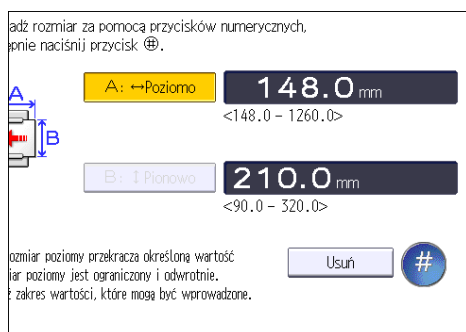 adź rozmiar za pomocą przycisków numerycznych,
pnie naciśnij przycisk #.
A: ↔Poziomo 148.0 mm
A
<148.0 - 1260.0>
B
B: ↕Pionowo 210.0 mm
<90.0 - 320.0>
ozmiar poziomy przekracza określoną wartość
iar poziomy jest ograniczony i odwrotnie.
ź zakres wartości, które mogą być wprowadzone.
Usuń #